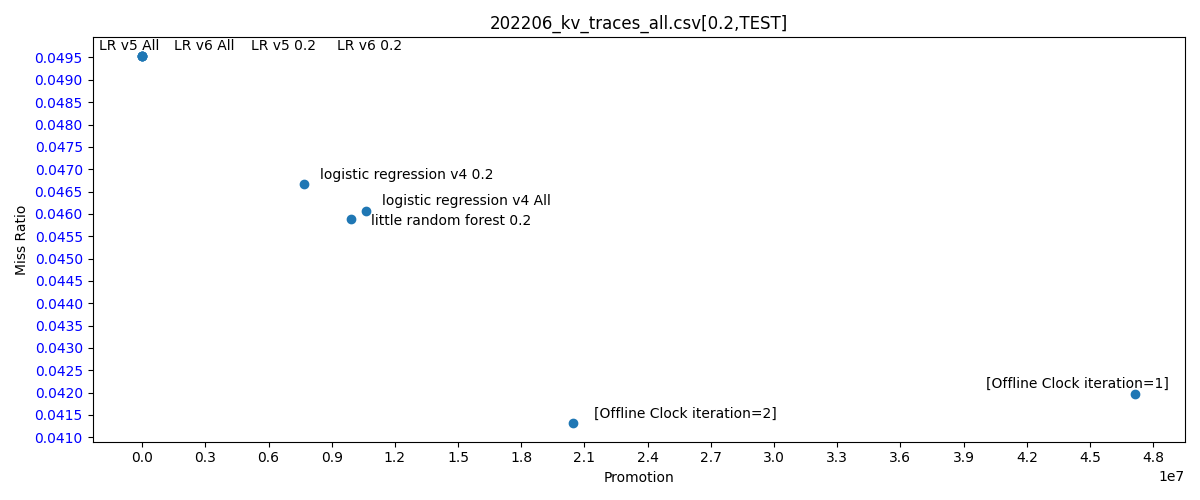 202206_kv_traces_all.csv[0.2,TEST]
LR v5 All LR v6 All LR v5 0.2 LR v6 0.2
0.0495
0.0490
0.0485
0.0480
0.0475
0.0470
logistic regression v4 0.2
0.0465
logistic regression v4 All
0.0460
little random forest 0.2
0.0455
0.0450
0.0445
0.0440
0.0435
0.0430
0.0425
[Offline Clock iteration=1]
0.0420
0.0415
[Offline Clock iteration=2]
0.0410
Miss Ratio
0.0 0.3 0.6 0.9 1.2 1.5 1.8 2.1 2.4 2.7 3.0 3.3 3.6 3.9 4.2 4.5 4.8
1e7
Promotion